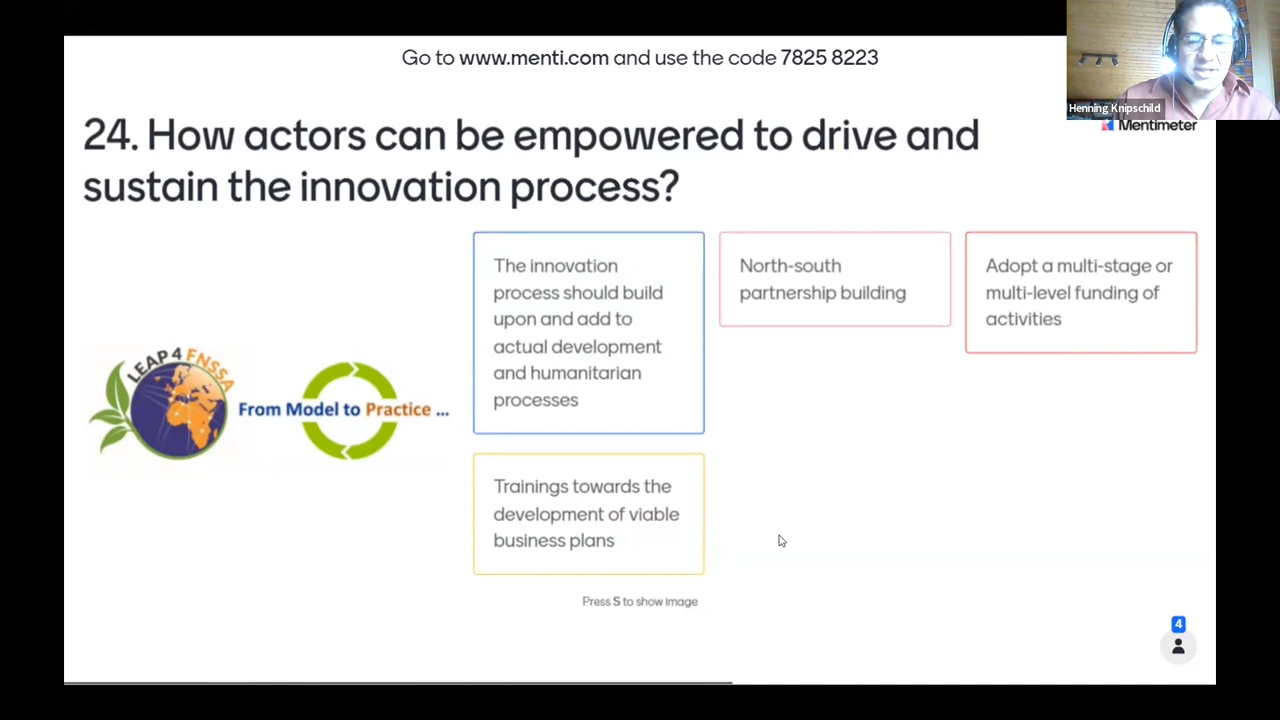 Go to www.menti.com and use the code 7825 8223
Henning Knipschild
Mentimeter
24. How actors can be empowered to drive and
sustain the innovation process?
The innovation
process should build
upon and add to
actual development
and humanitarian
processes
North-south
partnership building
Adopt a multi-stage or
multi-level funding of
activities
LEAP4 FNSSA
From Model to Practice ...
Trainings towards the
development of viable
business plans
Press S to show image
4